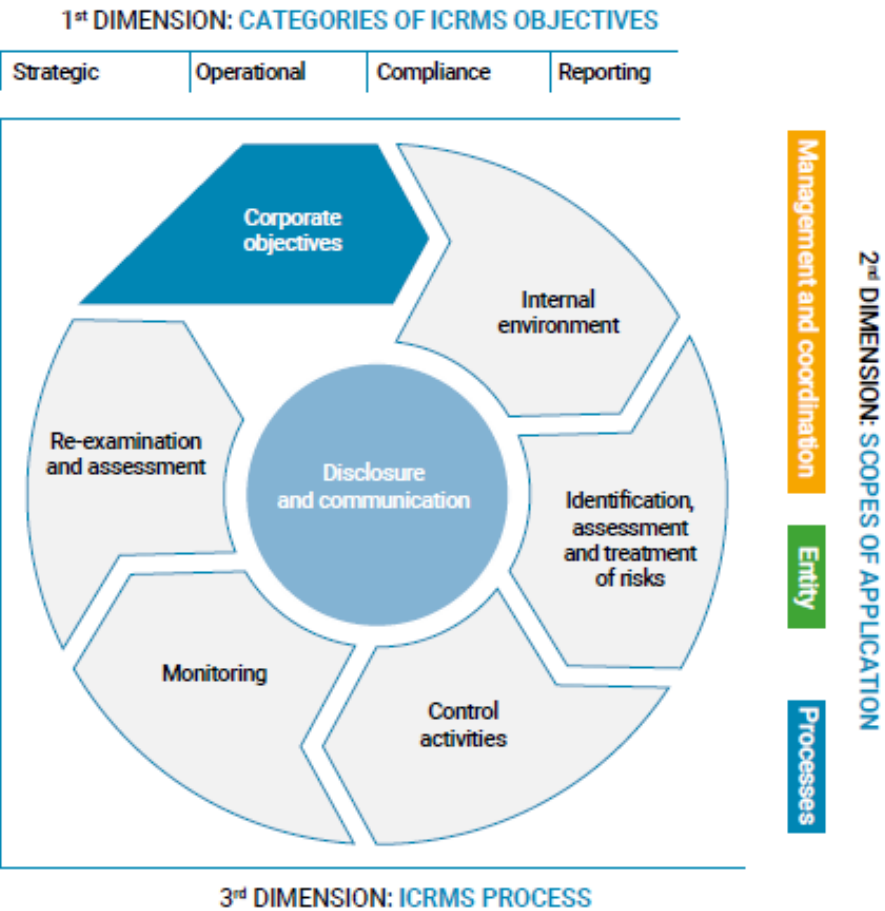 1st DIMENSION: CATEGORIES OF ICRMS OBJECTIVES
Strategic
Operational
Compliance
Reporting
Corporate
objectives
Internal
environment
Identification,
assessment
and treatment
of risks
Control
activities
Monitoring
Re-examination
and assessment
Disclosure
and communication
Management and coordination
Entity
Processes
2nd DIMENSION: SCOPES OF APPLICATION
3rd DIMENSION: ICRMS PROCESS